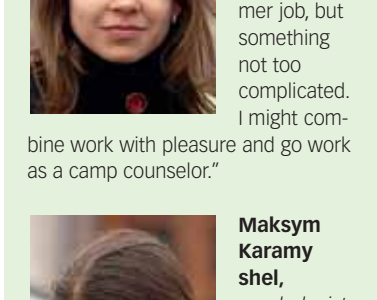 mer job, but
something
not too
complicated.
I might com-
bine work with pleasure and go work
as a camp counselor.”
Maksym
Karamy
shel,